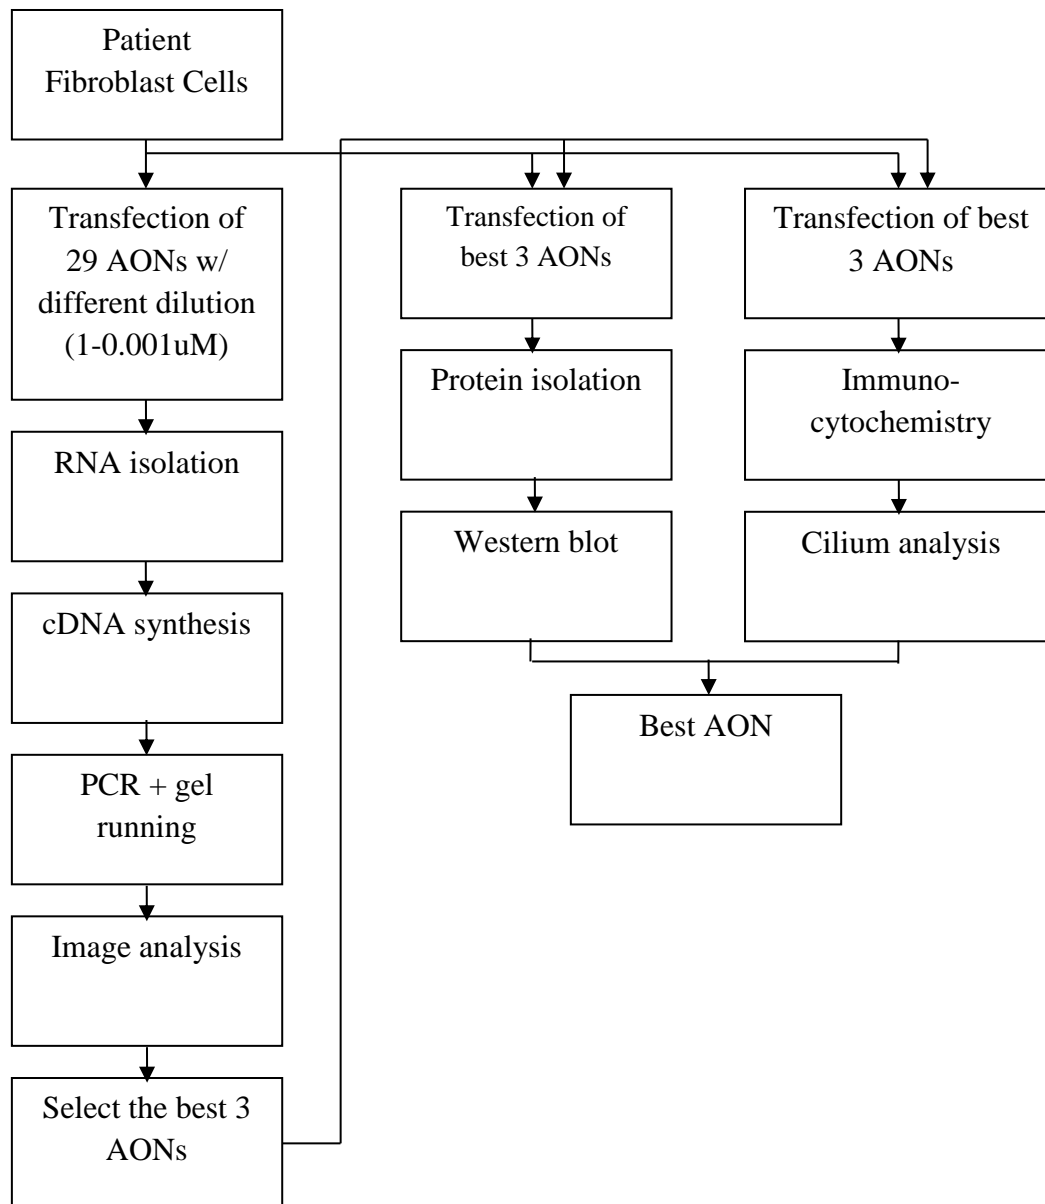 Patient
Fibroblast Cells
Transfection of
29 AONs w/
different dilution
(1-0.001uM)
RNA isolation
cDNA synthesis
PCR + gel
running
Image analysis
Select the best 3
AONs
Transfection of
best 3 AONs
Protein isolation
Western blot
Transfection of best
3 AONs
Immuno-
cytochemistry
Cilium analysis
Best AON